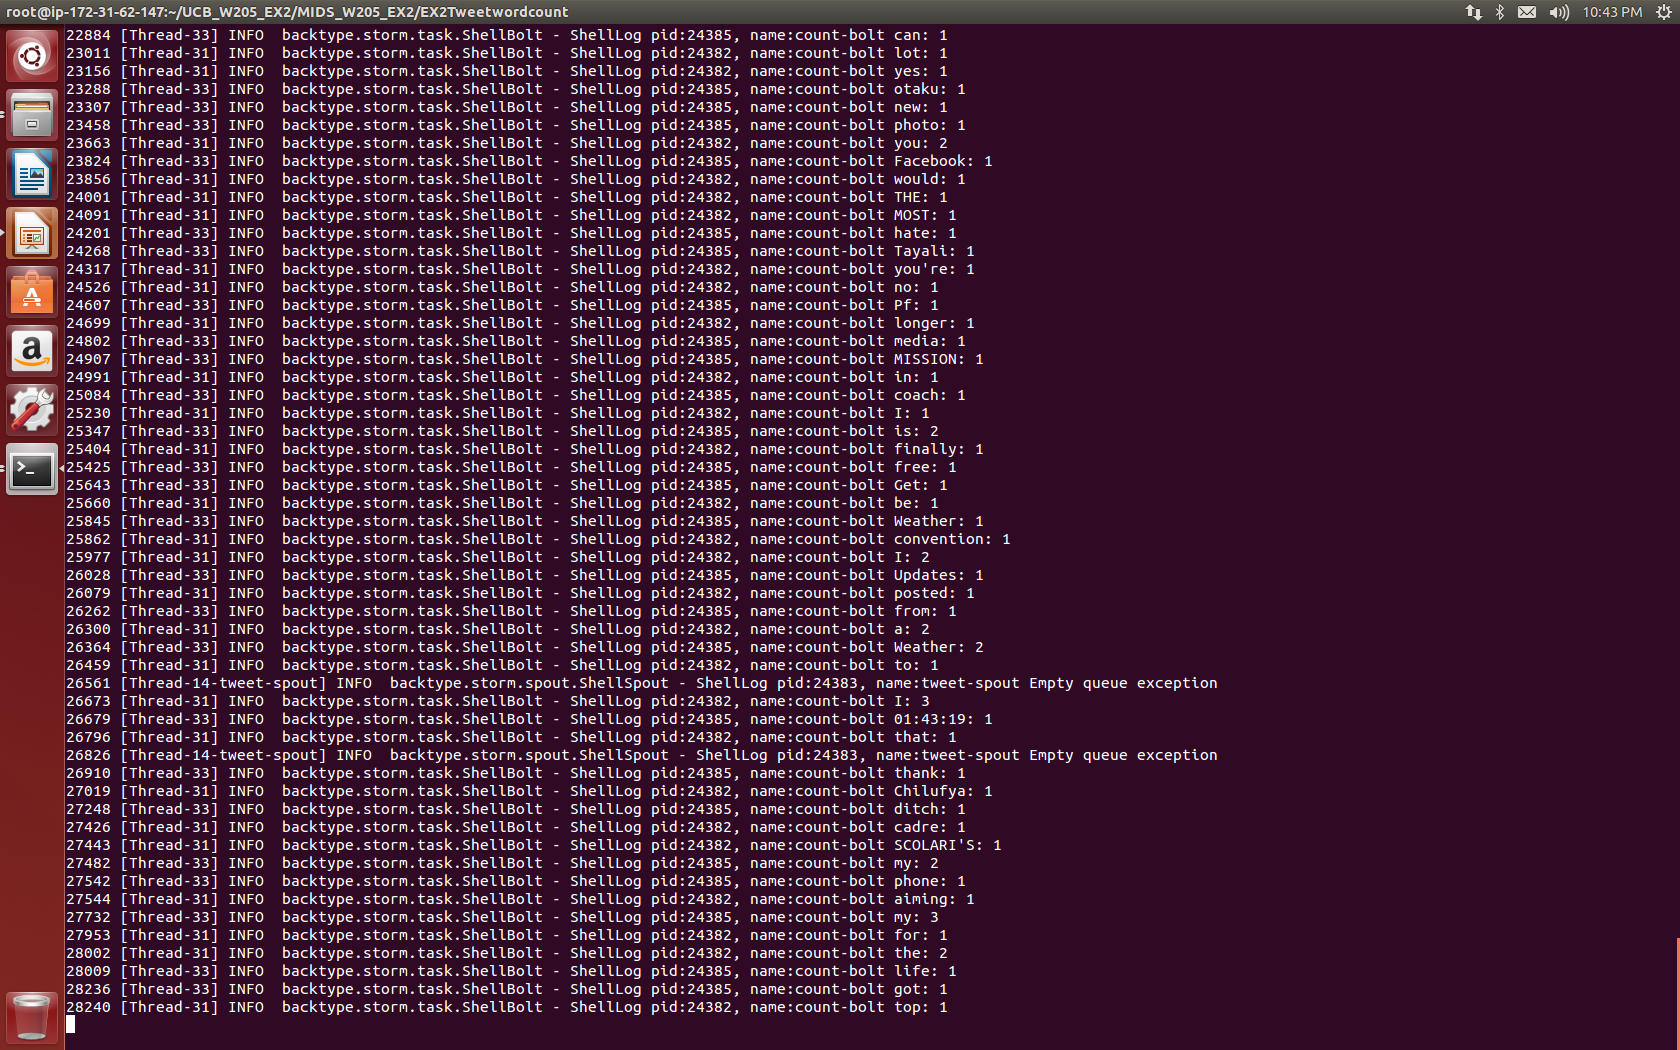 root@ip-172-31-62-147:~/UCB_W205_EX2/MIDS_W205_EX2/EX2Tweetwordcount
10:43 PM
22884 [Thread-33] INFO  backtype.storm.task.ShellBolt - ShellLog pid:24385, name:count-bolt can: 1
23011 [Thread-31] INFO  backtype.storm.task.ShellBolt - ShellLog pid:24382, name:count-bolt lot: 1
23156 [Thread-31] INFO  backtype.storm.task.ShellBolt - ShellLog pid:24382, name:count-bolt yes: 1
23288 [Thread-33] INFO  backtype.storm.task.ShellBolt - ShellLog pid:24385, name:count-bolt otaku: 1
23307 [Thread-33] INFO  backtype.storm.task.ShellBolt - ShellLog pid:24385, name:count-bolt new: 1
23458 [Thread-33] INFO  backtype.storm.task.ShellBolt - ShellLog pid:24385, name:count-bolt photo: 1
23663 [Thread-31] INFO  backtype.storm.task.ShellBolt - ShellLog pid:24382, name:count-bolt you: 2
23824 [Thread-33] INFO  backtype.storm.task.ShellBolt - ShellLog pid:24385, name:count-bolt Facebook: 1
23856 [Thread-31] INFO  backtype.storm.task.ShellBolt - ShellLog pid:24382, name:count-bolt would: 1
24001 [Thread-31] INFO  backtype.storm.task.ShellBolt - ShellLog pid:24382, name:count-bolt THE: 1
24091 [Thread-31] INFO  backtype.storm.task.ShellBolt - ShellLog pid:24382, name:count-bolt MOST: 1
24201 [Thread-33] INFO  backtype.storm.task.ShellBolt - ShellLog pid:24385, name:count-bolt hate: 1
24268 [Thread-33] INFO  backtype.storm.task.ShellBolt - ShellLog pid:24385, name:count-bolt Tayali: 1
24317 [Thread-31] INFO  backtype.storm.task.ShellBolt - ShellLog pid:24382, name:count-bolt you're: 1
24526 [Thread-31] INFO  backtype.storm.task.ShellBolt - ShellLog pid:24382, name:count-bolt no: 1
24607 [Thread-33] INFO  backtype.storm.task.ShellBolt - ShellLog pid:24385, name:count-bolt Pf: 1
24699 [Thread-31] INFO  backtype.storm.task.ShellBolt - ShellLog pid:24382, name:count-bolt longer: 1
24802 [Thread-33] INFO  backtype.storm.task.ShellBolt - ShellLog pid:24385, name:count-bolt media: 1
24907 [Thread-33] INFO  backtype.storm.task.ShellBolt - ShellLog pid:24385, name:count-bolt MISSION: 1
24991 [Thread-31] INFO  backtype.storm.task.ShellBolt - ShellLog pid:24382, name:count-bolt in: 1
25084 [Thread-33] INFO  backtype.storm.task.ShellBolt - ShellLog pid:24385, name:count-bolt coach: 1
25230 [Thread-31] INFO  backtype.storm.task.ShellBolt - ShellLog pid:24382, name:count-bolt I: 1
25347 [Thread-33] INFO  backtype.storm.task.ShellBolt - ShellLog pid:24385, name:count-bolt is: 2
25404 [Thread-31] INFO  backtype.storm.task.ShellBolt - ShellLog pid:24382, name:count-bolt finally: 1
25425 [Thread-33] INFO  backtype.storm.task.ShellBolt - ShellLog pid:24385, name:count-bolt free: 1
25643 [Thread-33] INFO  backtype.storm.task.ShellBolt - ShellLog pid:24385, name:count-bolt Get: 1
25660 [Thread-31] INFO  backtype.storm.task.ShellBolt - ShellLog pid:24382, name:count-bolt be: 1
25845 [Thread-33] INFO  backtype.storm.task.ShellBolt - ShellLog pid:24385, name:count-bolt Weather: 1
25862 [Thread-31] INFO  backtype.storm.task.ShellBolt - ShellLog pid:24382, name:count-bolt convention: 1
25977 [Thread-31] INFO  backtype.storm.task.ShellBolt - ShellLog pid:24382, name:count-bolt I: 2
26028 [Thread-33] INFO  backtype.storm.task.ShellBolt - ShellLog pid:24385, name:count-bolt Updates: 1
26079 [Thread-31] INFO  backtype.storm.task.ShellBolt - ShellLog pid:24382, name:count-bolt posted: 1
26262 [Thread-33] INFO  backtype.storm.task.ShellBolt - ShellLog pid:24385, name:count-bolt from: 1
26300 [Thread-31] INFO  backtype.storm.task.ShellBolt - ShellLog pid:24382, name:count-bolt a: 2
26364 [Thread-33] INFO  backtype.storm.task.ShellBolt - ShellLog pid:24385, name:count-bolt Weather: 2
26459 [Thread-31] INFO  backtype.storm.task.ShellBolt - ShellLog pid:24382, name:count-bolt to: 1
26561 [Thread-14-tweet-spout] INFO  backtype.storm.spout.ShellSpout - ShellLog pid:24383, name:tweet-spout Empty queue exception
26673 [Thread-31] INFO  backtype.storm.task.ShellBolt - ShellLog pid:24382, name:count-bolt I: 3
26679 [Thread-33] INFO  backtype.storm.task.ShellBolt - ShellLog pid:24385, name:count-bolt 01:43:19: 1
26796 [Thread-31] INFO  backtype.storm.task.ShellBolt - ShellLog pid:24382, name:count-bolt that: 1
26826 [Thread-14-tweet-spout] INFO  backtype.storm.spout.ShellSpout - ShellLog pid:24383, name:tweet-spout Empty queue exception
26910 [Thread-33] INFO  backtype.storm.task.ShellBolt - ShellLog pid:24385, name:count-bolt thank: 1
27019 [Thread-31] INFO  backtype.storm.task.ShellBolt - ShellLog pid:24382, name:count-bolt Chilufya: 1
27248 [Thread-33] INFO  backtype.storm.task.ShellBolt - ShellLog pid:24385, name:count-bolt ditch: 1
27426 [Thread-31] INFO  backtype.storm.task.ShellBolt - ShellLog pid:24382, name:count-bolt cadre: 1
27443 [Thread-31] INFO  backtype.storm.task.ShellBolt - ShellLog pid:24382, name:count-bolt SCOLARI'S: 1
27482 [Thread-33] INFO  backtype.storm.task.ShellBolt - ShellLog pid:24385, name:count-bolt my: 2
27542 [Thread-33] INFO  backtype.storm.task.ShellBolt - ShellLog pid:24385, name:count-bolt phone: 1
27544 [Thread-31] INFO  backtype.storm.task.ShellBolt - ShellLog pid:24382, name:count-bolt aiming: 1
27732 [Thread-33] INFO  backtype.storm.task.ShellBolt - ShellLog pid:24385, name:count-bolt my: 3
27953 [Thread-31] INFO  backtype.storm.task.ShellBolt - ShellLog pid:24382, name:count-bolt for: 1
28002 [Thread-31] INFO  backtype.storm.task.ShellBolt - ShellLog pid:24382, name:count-bolt the: 2
28009 [Thread-33] INFO  backtype.storm.task.ShellBolt - ShellLog pid:24385, name:count-bolt life: 1
28236 [Thread-33] INFO  backtype.storm.task.ShellBolt - ShellLog pid:24385, name:count-bolt got: 1
28240 [Thread-31] INFO  backtype.storm.task.ShellBolt - ShellLog pid:24382, name:count-bolt top: 1